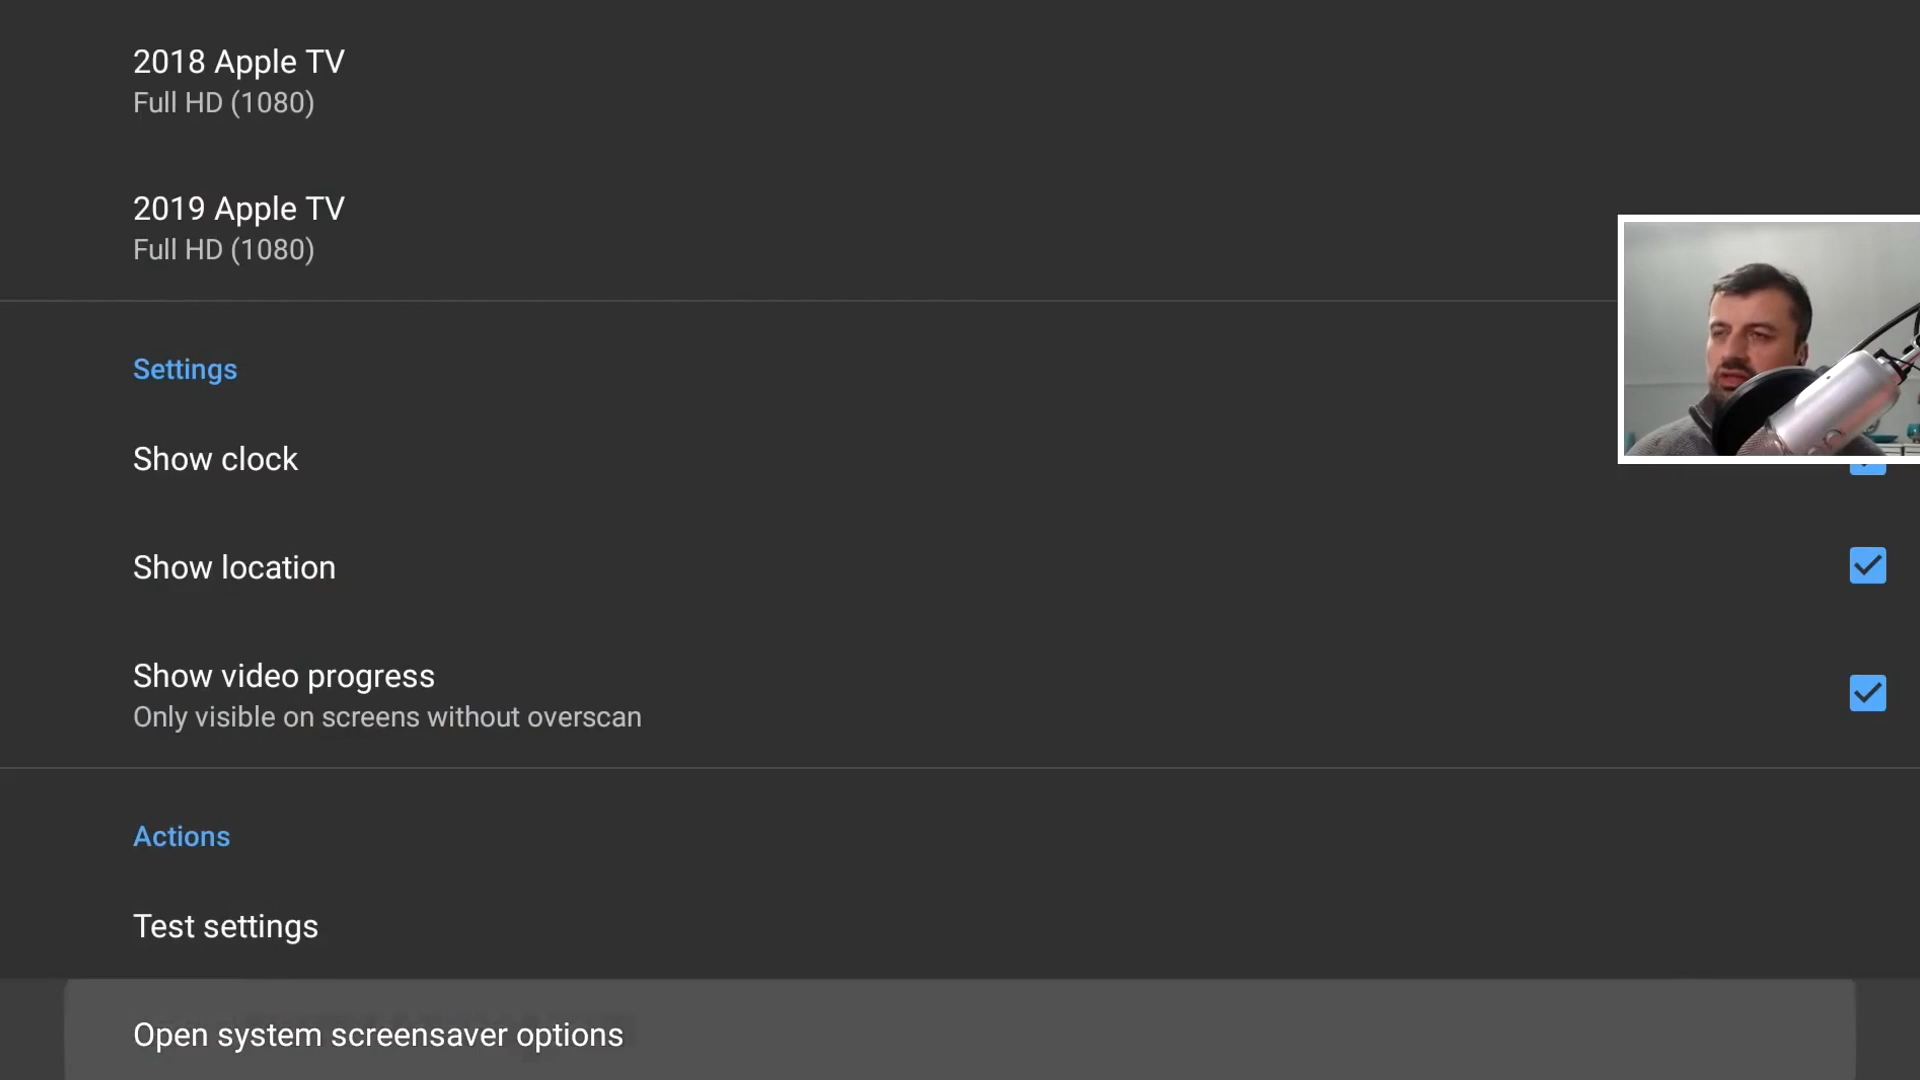 2018 Apple TV
Full HD (1080)
2019 Apple TV
Full HD (1080)
Settings
Show clock
Show location
Show video progress
Only visible on screens without overscan
Actions
Test settings
Open system screensaver options